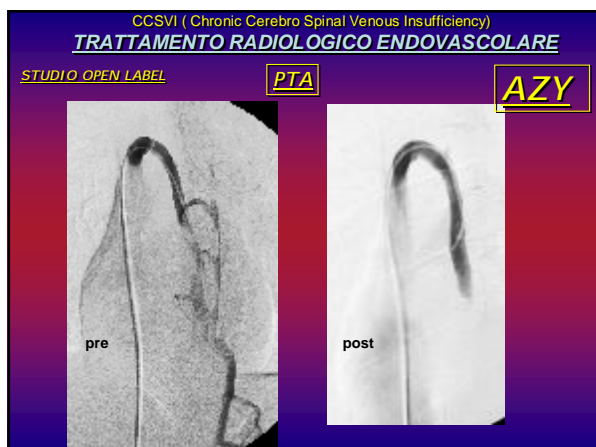 CCSVI ( Chronic Cerebro Spinal Venous Insufficiency)
TRATTAMENTO RADIOLOGICO ENDOVASCOLARE
STUDIO OPEN LABEL
PTA
AZY
pre
post